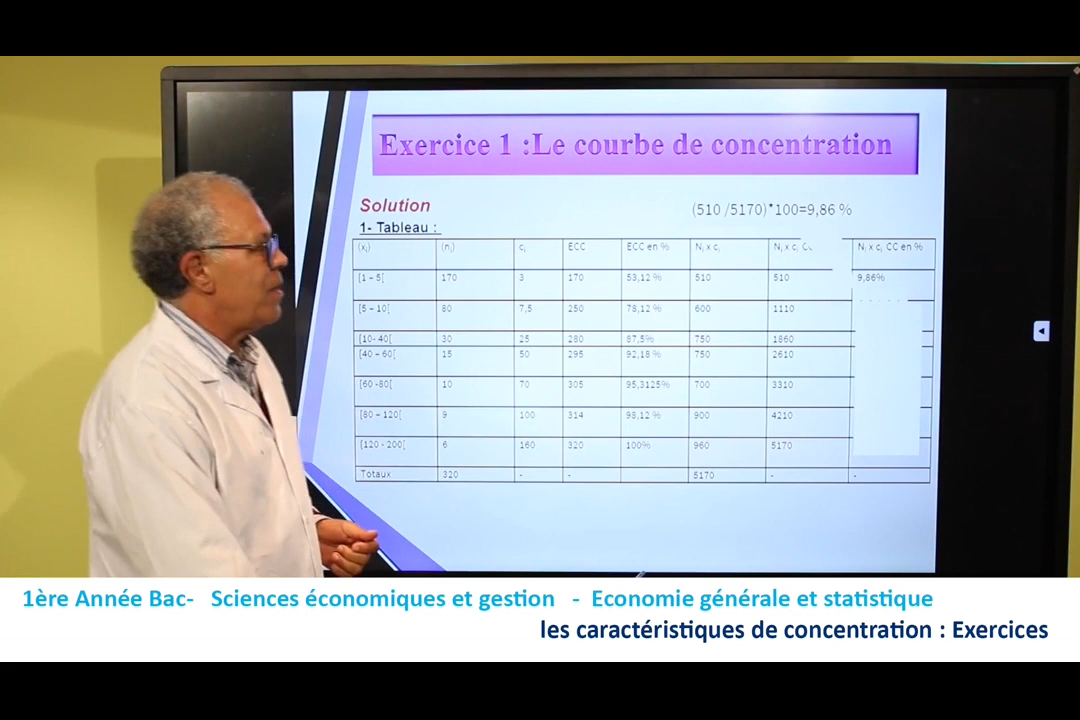 Exercice 1 :Le courbe de concentration
Solution
(510 /5170)*100=9,86 %
1- Tableau :
(xᵢ) (nᵢ) cᵢ ECC ECC en % Nᵢ x cᵢ Nᵢ x cᵢ Nᵢ x cᵢ CC en %
[1 – 5[ 170 3 170 53,12 % 510 510 9,86%
[5 – 10[ 80 7,5 250 78,12 % 600 1110
[10- 40[ 30 25 280 87,5% 750 1860
[40 – 60[ 15 50 295 92,18 % 750 2610
[60 -80[ 10 70 305 95,3125% 700 3310
[80 – 120[ 9 100 314 98,12 % 900 4210
[120 - 200[ 6 160 320 100% 960 5170
Totaux 320 - - 5170 - -
1ère Année Bac- Sciences économiques et gestion - Economie générale et statistique
les caractéristiques de concentration : Exercices